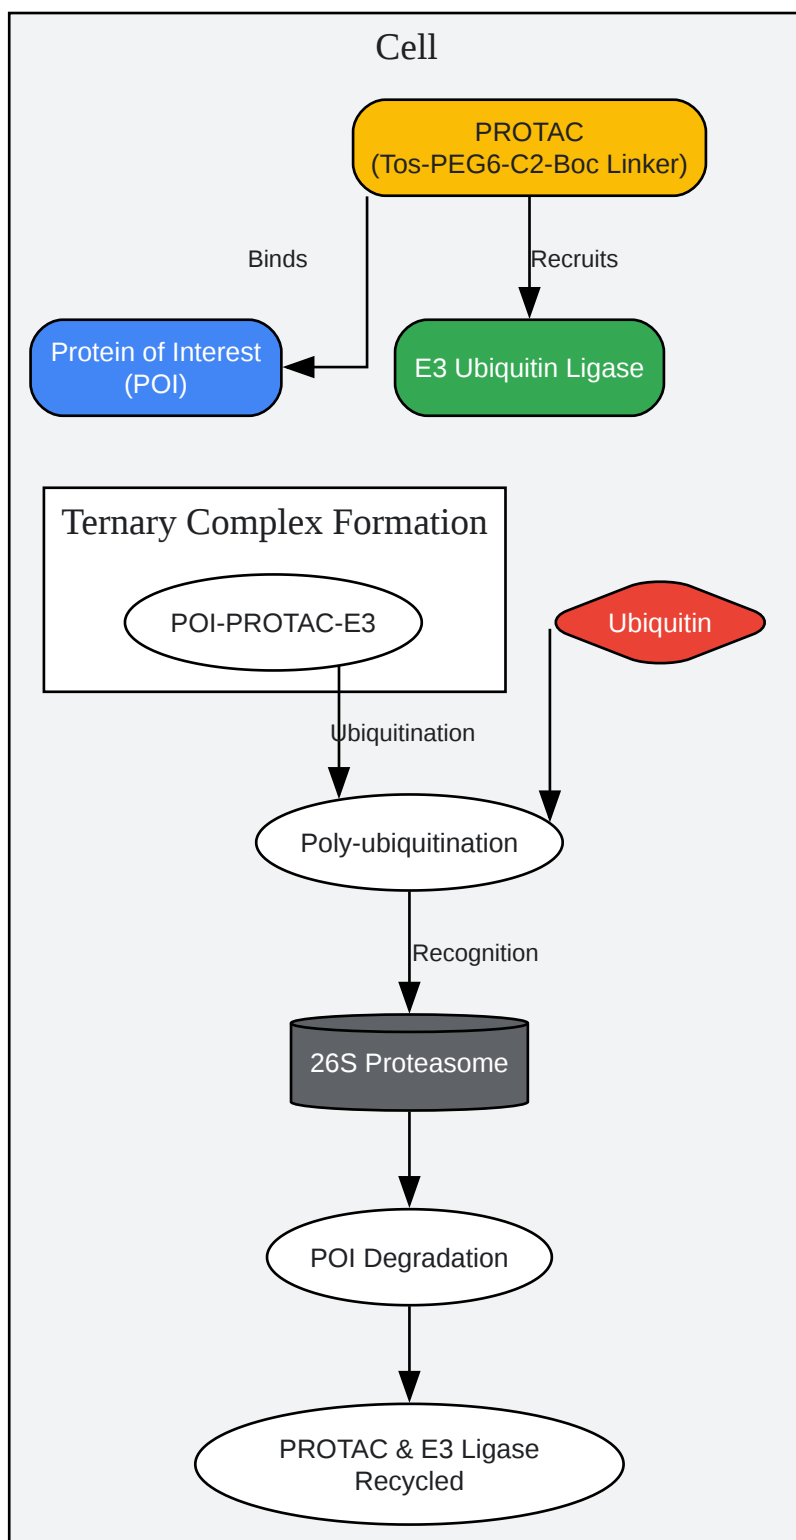 Cell
PROTAC
(Tos-PEG6-C2-Boc Linker)
Binds
Recruits
Protein of Interest
(POI)
E3 Ubiquitin Ligase
Ternary Complex Formation
POI-PROTAC-E3
Ubiquitin
Ubiquitination
Poly-ubiquitination
Recognition
26S Proteasome
POI Degradation
PROTAC & E3 Ligase
Recycled